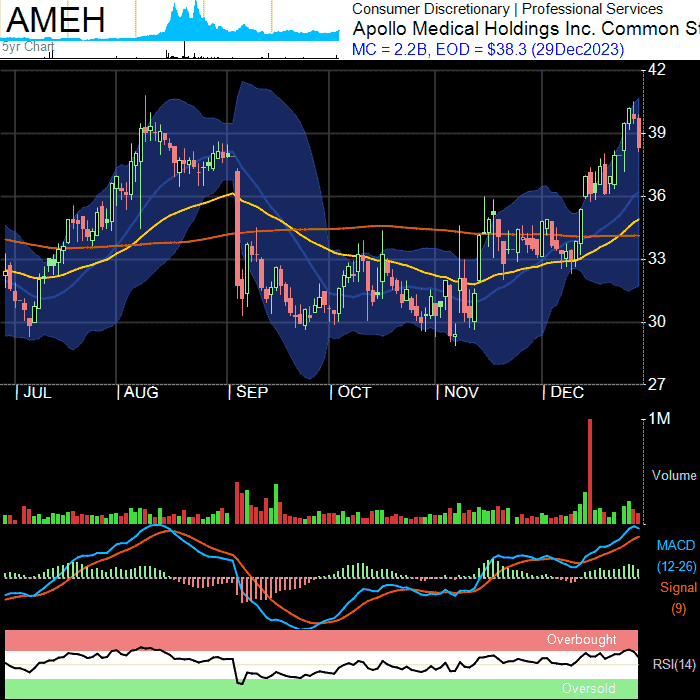 AMEH
5yr Chart
Consumer Discretionary | Professional Services
Apollo Medical Holdings Inc. Common St
MC = 2.2B, EOD = $38.3 (29Dec2023)
42
39
36
33
30
27
JUL AUG SEP OCT NOV DEC
1M
Volume
MACD
(12-26)
Signal
(9)
Overbought
RSI(14)
Oversold